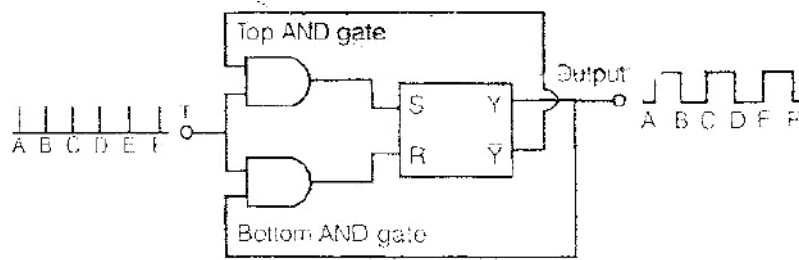 Top AND gate
Output
T
S Y
A B C D E F
A B C D E F
R Y̅
Bottom AND gate